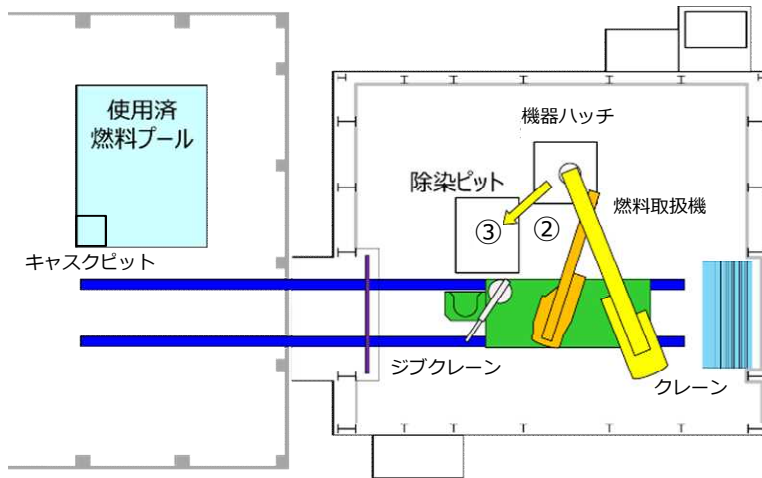 使用済
燃料プール
キャスクピット
機器ハッチ
除染ピット
燃料取扱機
③
②
ジブクレーン
クレーン